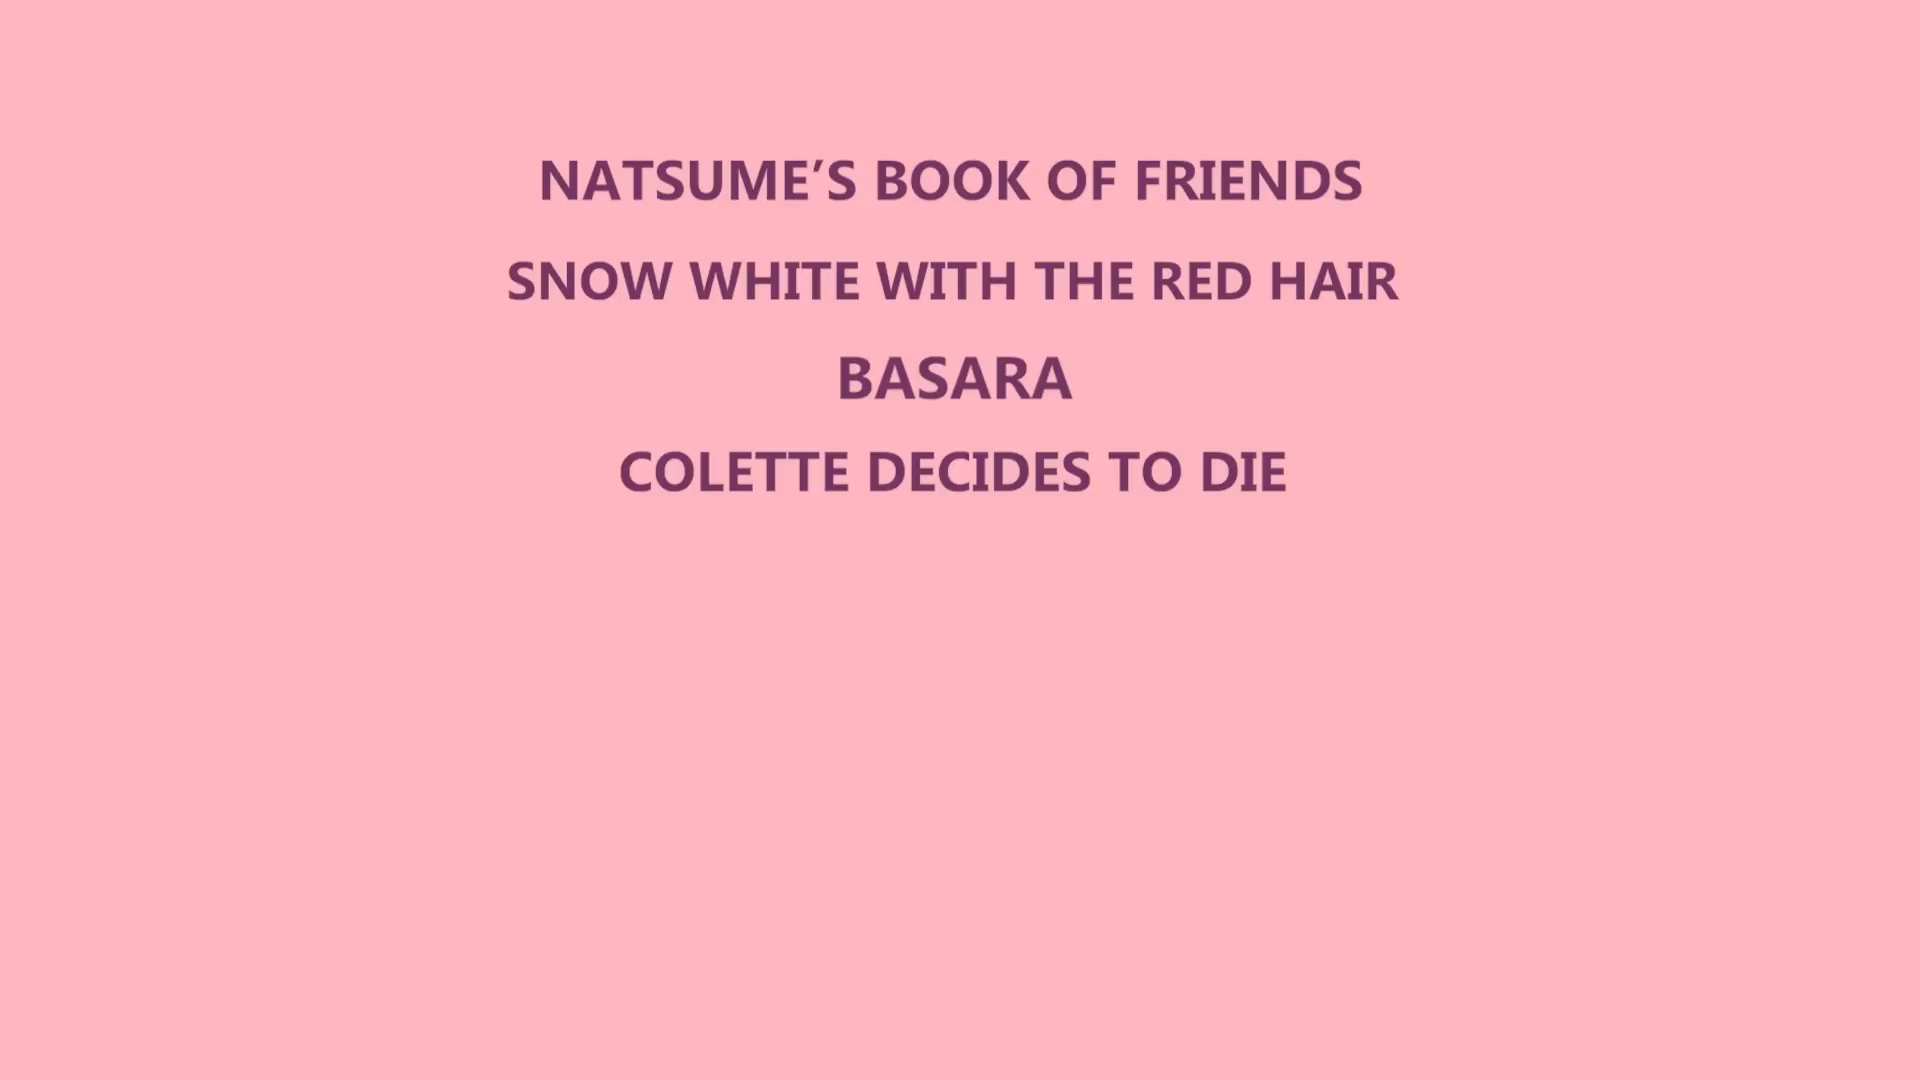 NATSUME’S BOOK OF FRIENDS
SNOW WHITE WITH THE RED HAIR
BASARA
COLETTE DECIDES TO DIE